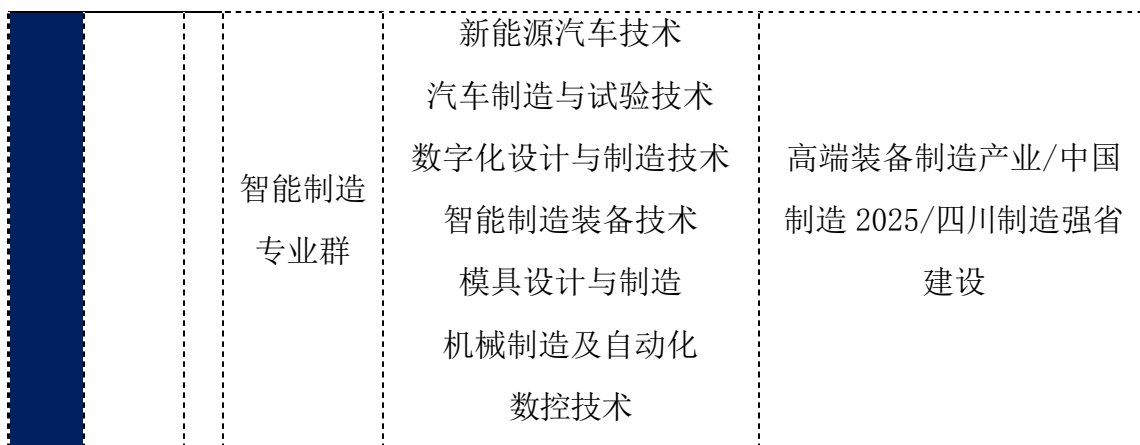 智能制造
专业群
新能源汽车技术
汽车制造与试验技术
数字化设计与制造技术
智能制造装备技术
模具设计与制造
机械制造及自动化
数控技术
高端装备制造产业/中国
制造 2025/四川制造强省
建设